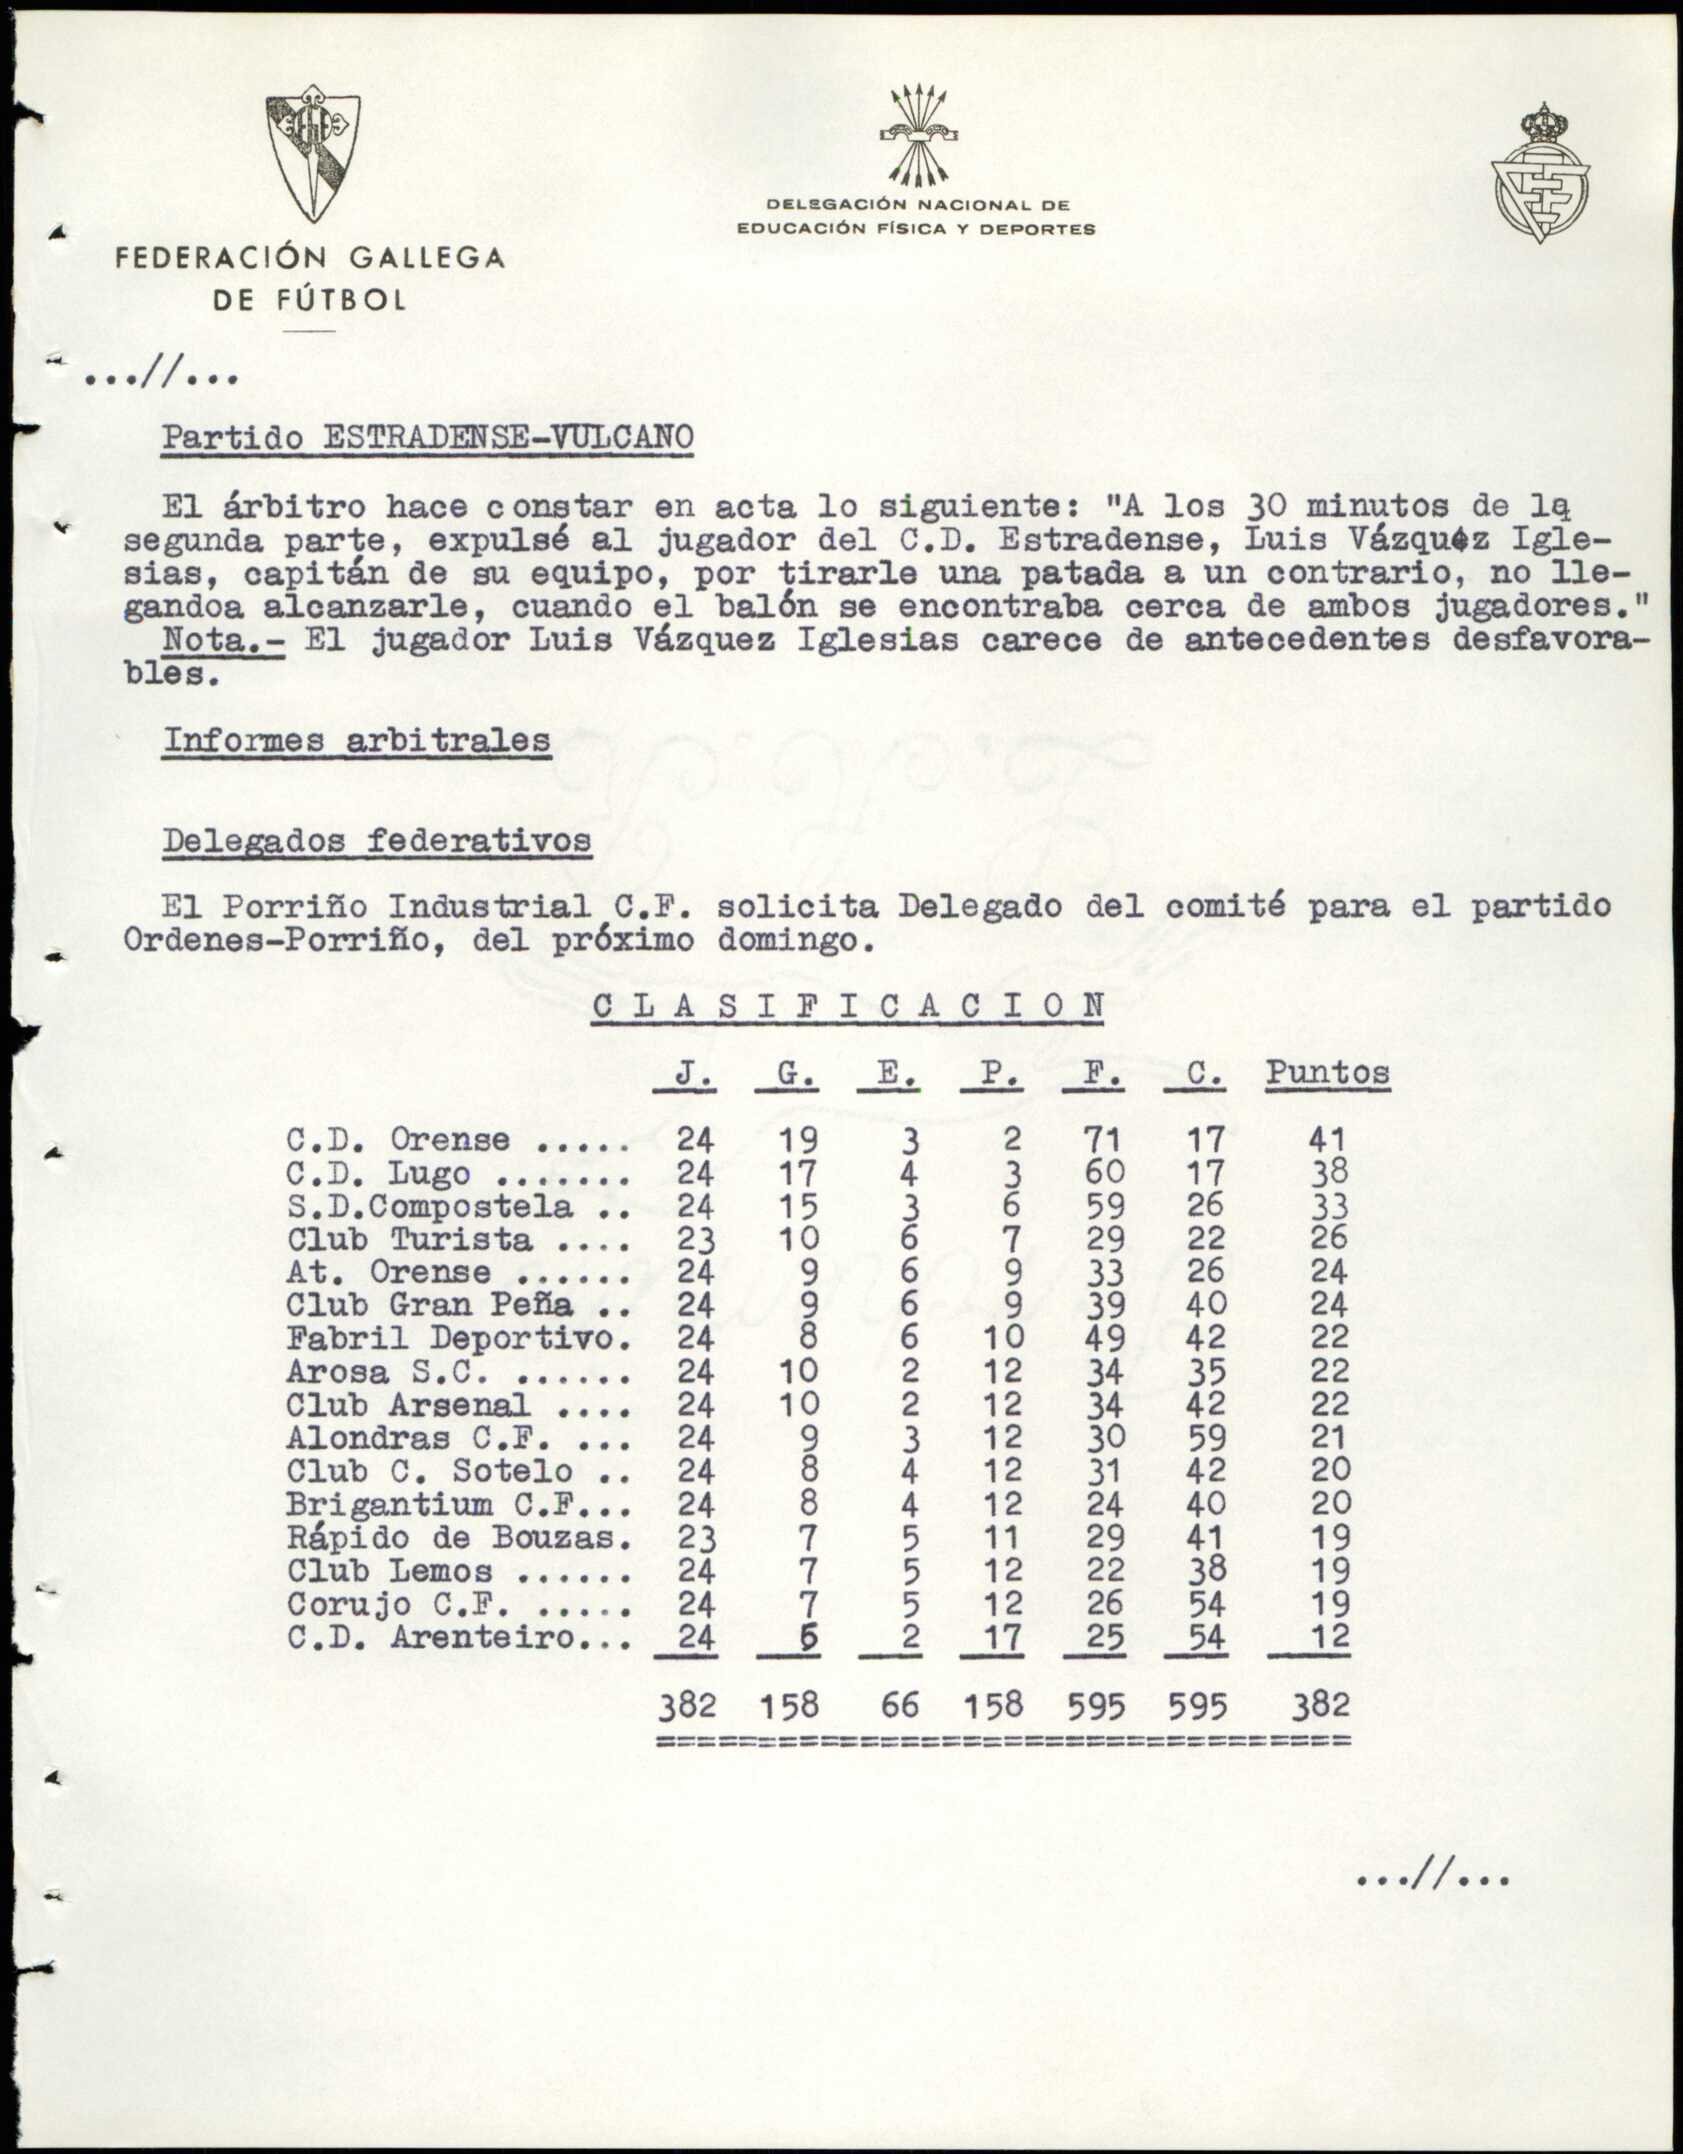 FEDERACIÓN GALLEGA
DE FÚTBOL
DELEGACIÓN NACIONAL DE
EDUCACIÓN FÍSICA Y DEPORTES
...//...
Partido ESTRADENSE-VULCANO
El árbitro hace constar en acta lo siguiente: "A los 30 minutos de la
segunda parte, expulsé al jugador del C.D. Estradense, Luis Vázquez Igle-
sias, capitán de su equipo, por tirarle una patada a un contrario, no lle-
gandoa alcanzarle, cuando el balón se encontraba cerca de ambos jugadores."
Nota.- El jugador Luis Vázquez Iglesias carece de antecedentes desfavora-
bles.
Informes arbitrales
Delegados federativos
El Porriño Industrial C.F. solicita Delegado del comité para el partido
Ordenes-Porriño, del próximo domingo.
C L A S I F I C A C I O N
J. G. E. P. F. C. Puntos
C.D. Orense ..... 24 19 3 2 71 17 41
C.D. Lugo ....... 24 17 4 3 60 17 38
S.D.Compostela .. 24 15 3 6 59 26 33
Club Turista .... 23 10 6 7 29 22 26
At. Orense ...... 24 9 6 9 33 26 24
Club Gran Peña .. 24 9 6 9 39 40 24
Fabril Deportivo. 24 8 6 10 49 42 22
Arosa S.C. ...... 24 10 2 12 34 35 22
Club Arsenal .... 24 10 2 12 34 42 22
Alondras C.F. ... 24 9 3 12 30 59 21
Club C. Sotelo .. 24 8 4 12 31 42 20
Brigantium C.F... 24 8 4 12 24 40 20
Rápido de Bouzas. 23 7 5 11 29 41 19
Club Lemos ...... 24 7 5 12 22 38 19
Corujo C.F. ..... 24 7 5 12 26 54 19
C.D. Arenteiro... 24 5 2 17 25 54 12
382 158 66 158 595 595 382
==================================
...//...